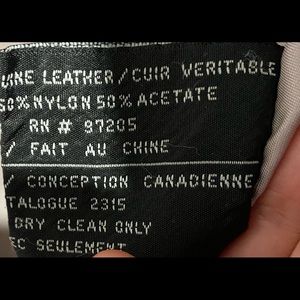 UINE LEATHER/CUIR VERITABLE
50%NYLON 50% ACETATE
RN # 97205
/ FAIT AU CHINE
/ CONCEPTION CANADIENNE
TALOGUE 2315
DRY CLEAN ONLY
EC SEULEMENT